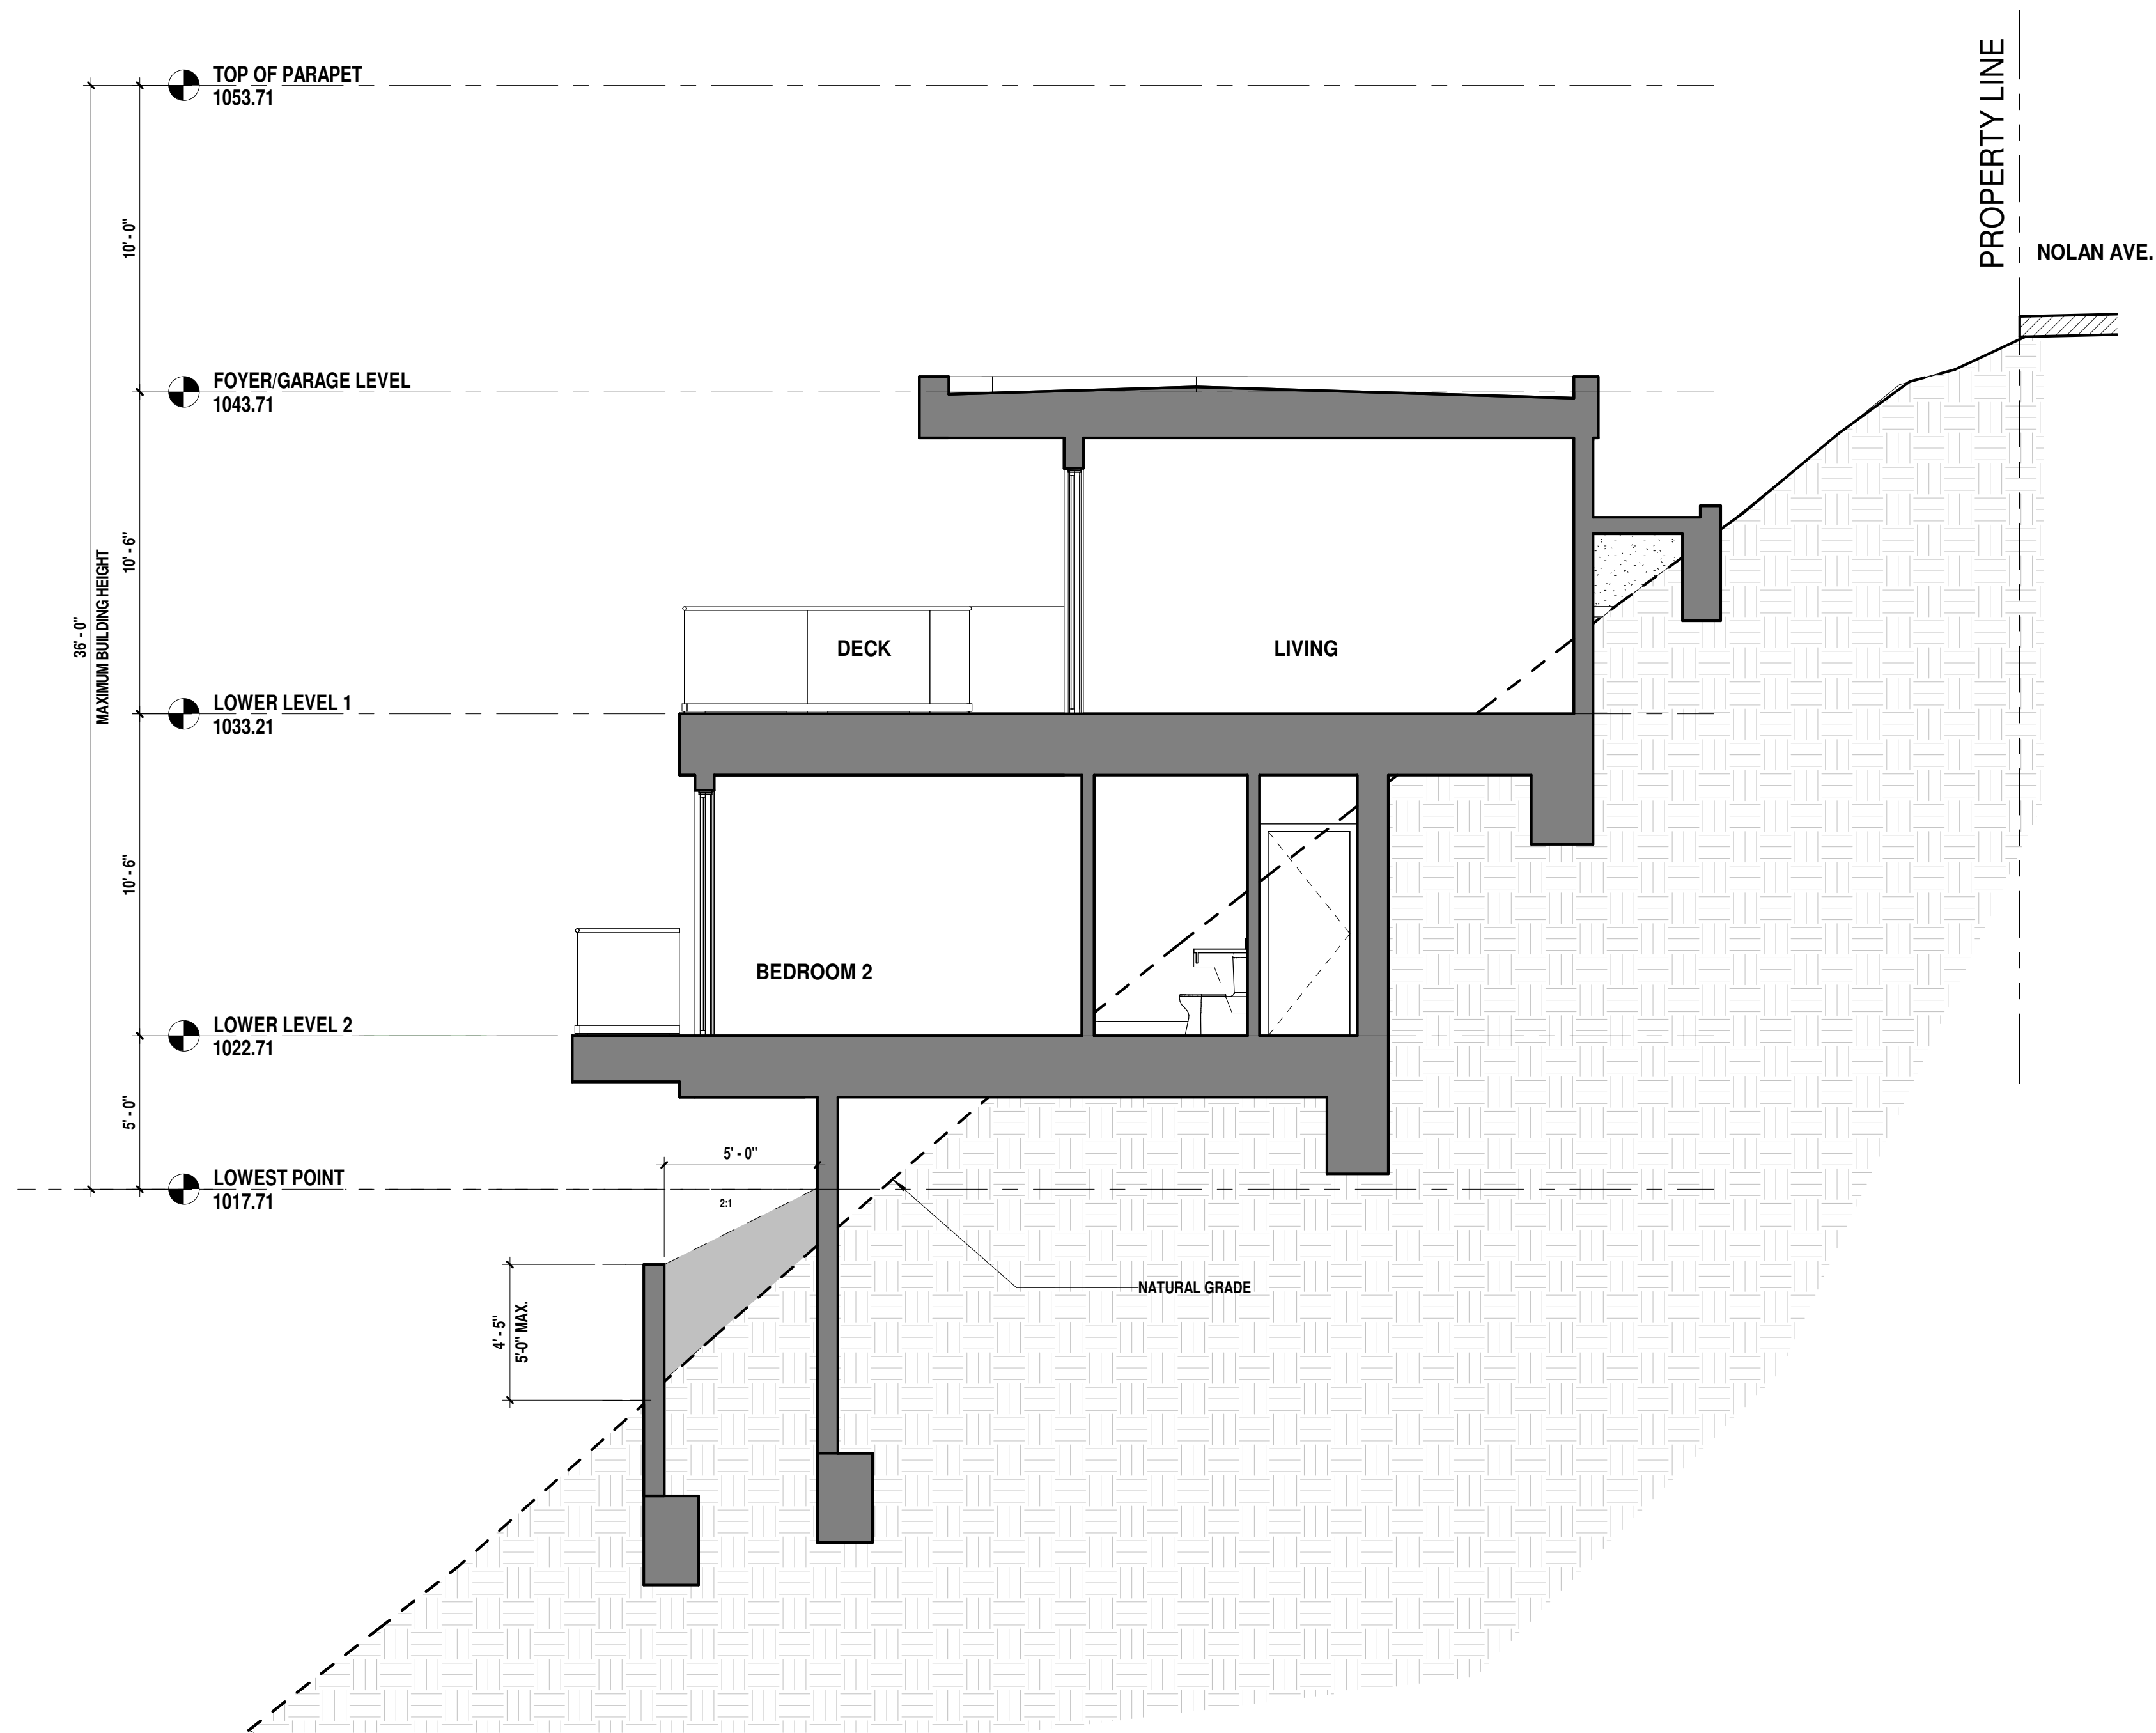 TOP OF PARAPET
1053.71
PROPERTY LINE
NOLAN AVE.
10' - 0"
FOYER/GARAGE LEVEL
1043.71
10' - 6"
36' - 0"
MAXIMUM BUILDING HEIGHT
DECK
LIVING
LOWER LEVEL 1
1033.21
10' - 6"
BEDROOM 2
LOWER LEVEL 2
1022.71
5' - 0"
5' - 0"
LOWEST POINT
1017.71
2:1
NATURAL GRADE
4' - 5"
5'-0" MAX.